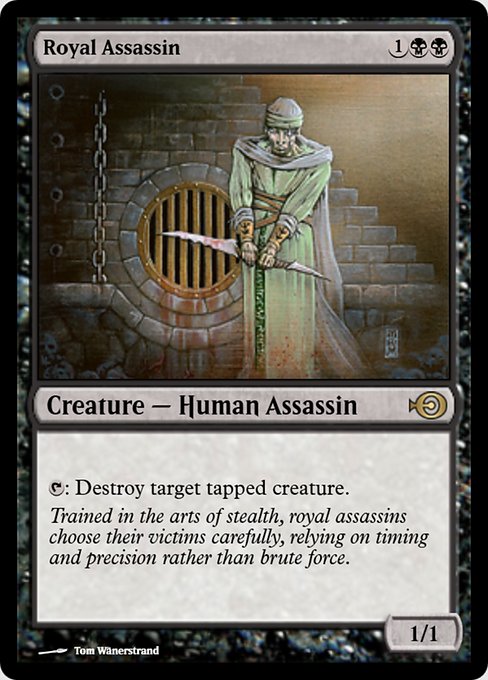 Royal Assassin 1
Creature — Human Assassin
: Destroy target tapped creature.
Trained in the arts of stealth, royal assassins
choose their victims carefully, relying on timing
and precision rather than brute force.
1/1
Tom Wänerstrand